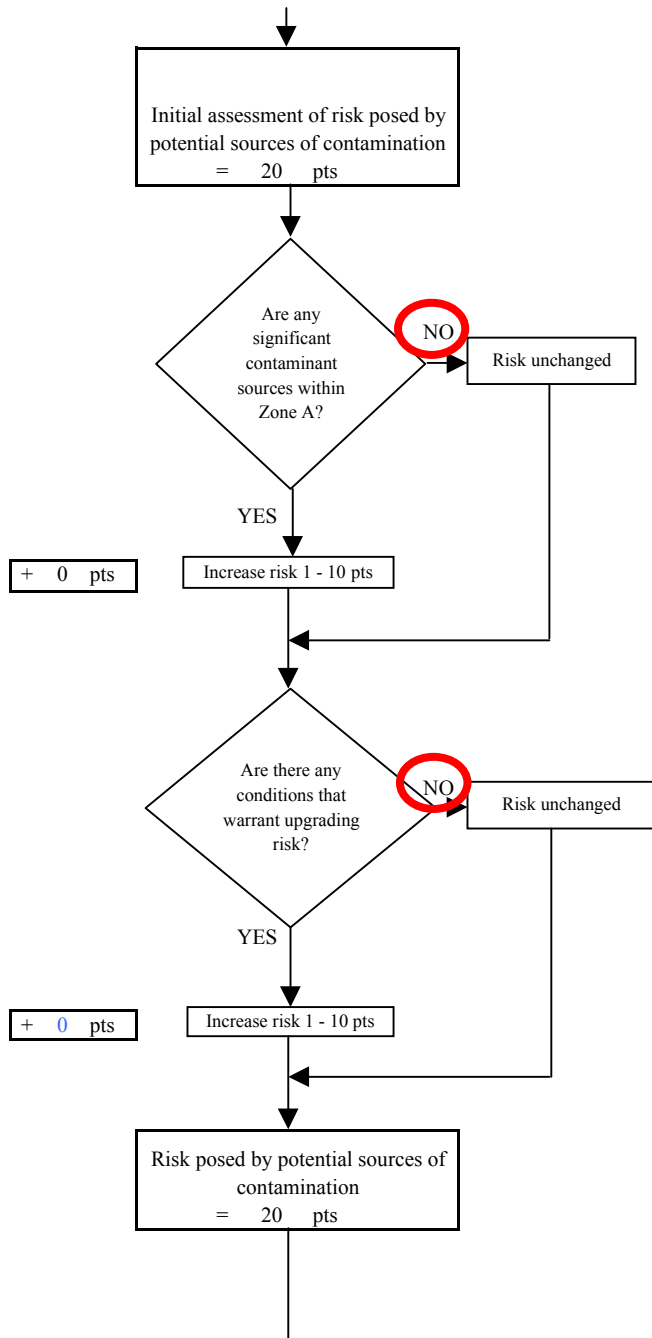 Initial assessment of risk posed by
potential sources of contamination
= 20 pts
Are any
significant
contaminant
sources within
Zone A?
NO
Risk unchanged
YES
+ 0 pts
Increase risk 1 - 10 pts
Are there any
conditions that
warrant upgrading
risk?
NO
Risk unchanged
YES
+ 0 pts
Increase risk 1 - 10 pts
Risk posed by potential sources of
contamination
= 20 pts